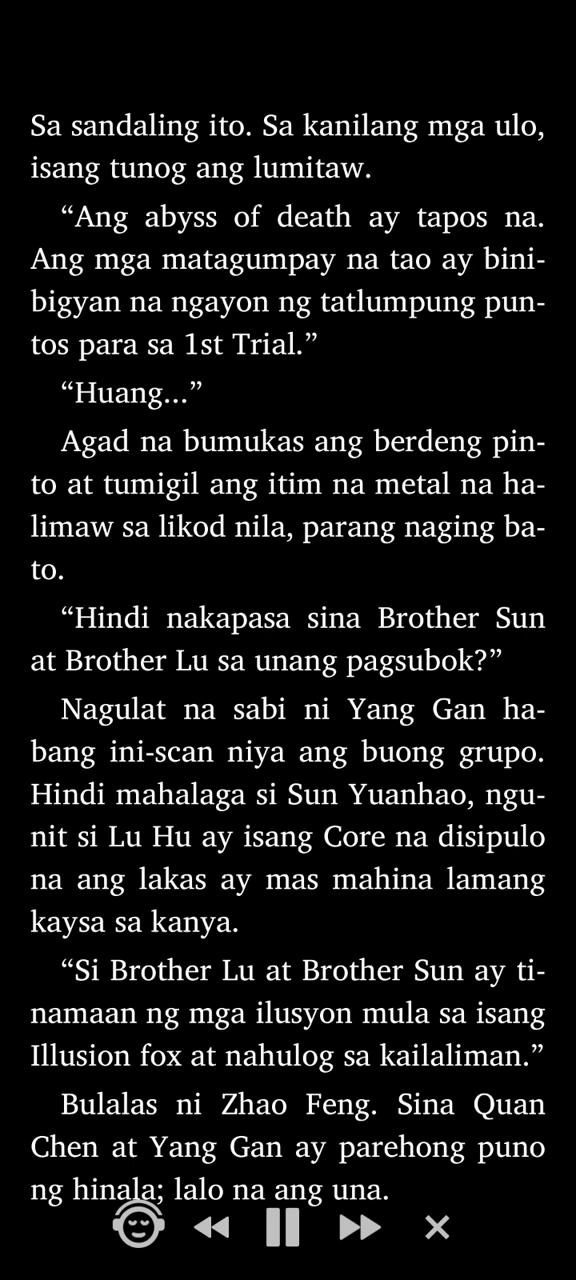 Sa sandaling ito. Sa kanilang mga ulo,
isang tunog ang lumitaw.
“Ang abyss of death ay tapos na.
Ang mga matagumpay na tao ay bini-
bigyan na ngayon ng tatlumpung pun-
tos para sa 1st Trial.”
“Huang...”
Agad na bumukas ang berdeng pin-
to at tumigil ang itim na metal na ha-
limaw sa likod nila, parang naging ba-
to.
“Hindi nakapasa sina Brother Sun
at Brother Lu sa unang pagsubok?”
Nagulat na sabi ni Yang Gan ha-
bang ini-scan niya ang buong grupo.
Hindi mahalaga si Sun Yuanhao, ngu-
nit si Lu Hu ay isang Core na disipulo
na ang lakas ay mas mahina lamang
kaysa sa kanya.
“Si Brother Lu at Brother Sun ay ti-
namaan ng mga ilusyon mula sa isang
Illusion fox at nahulog sa kailaliman.”
Bulalas ni Zhao Feng. Sina Quan
Chen at Yang Gan ay parehong puno
ng hinala; lalo na ang una.